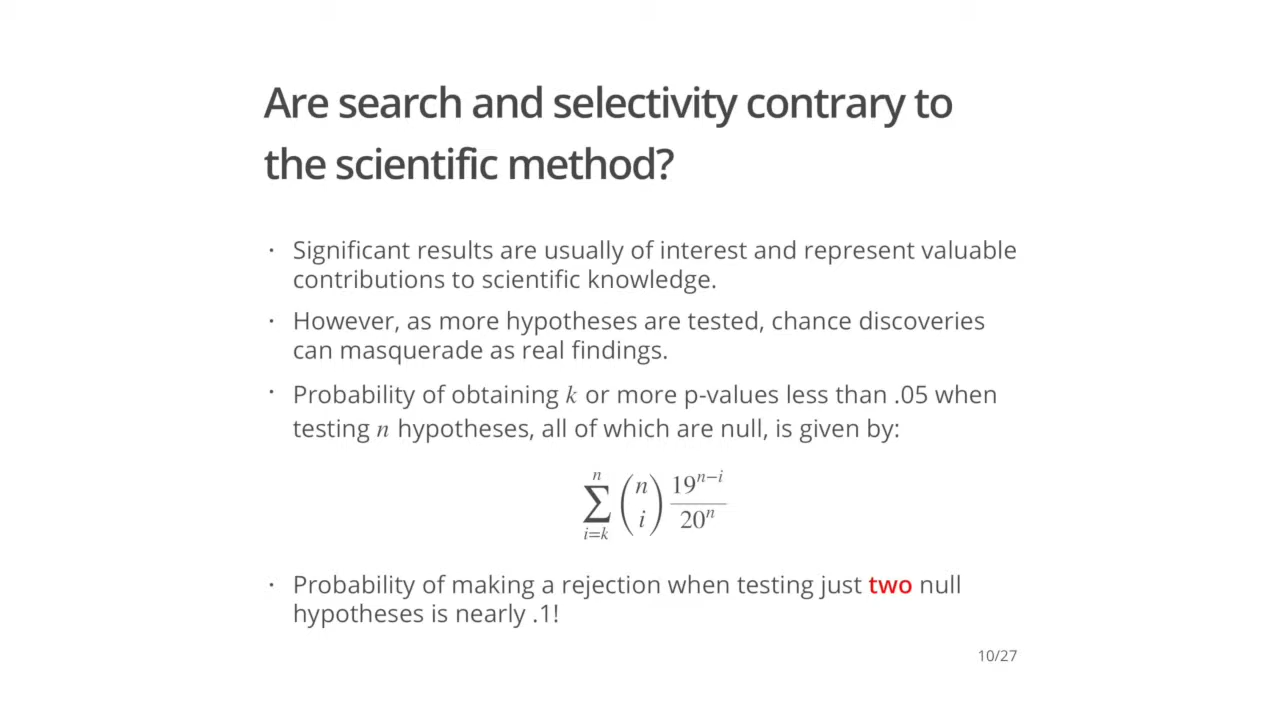 Are search and selectivity contrary to
the scientific method?
· Significant results are usually of interest and represent valuable
contributions to scientific knowledge.
· However, as more hypotheses are tested, chance discoveries
can masquerade as real findings.
· Probability of obtaining k or more p-values less than .05 when
testing n hypotheses, all of which are null, is given by:
$$\sum_{i=k}^{n} \binom{n}{i} \frac{19^{n-i}}{20^n}$$
· Probability of making a rejection when testing just two null
hypotheses is nearly .1!
10/27